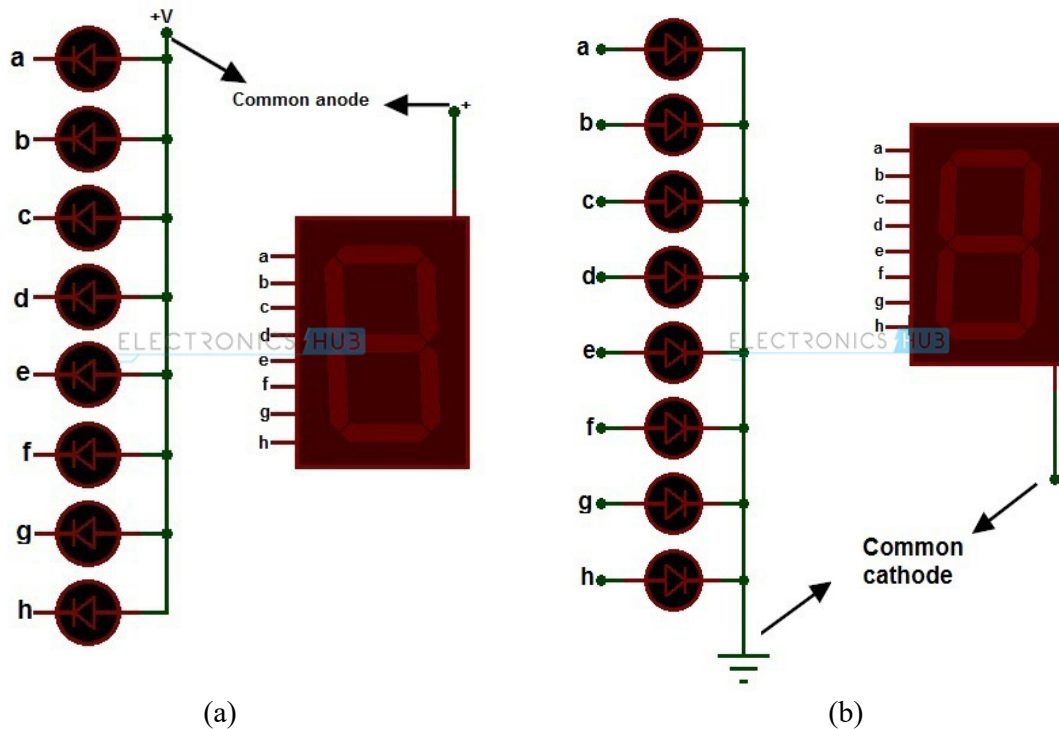 +V
a
b
c
d
e
f
g
h
Common anode
+
a
b
c
d
e
f
g
h
ELECTRONICS HUB
(a)
a
b
c
d
e
f
g
h
a
b
c
d
e
f
g
h
ELECTRONICS HUB
Common
cathode
(b)